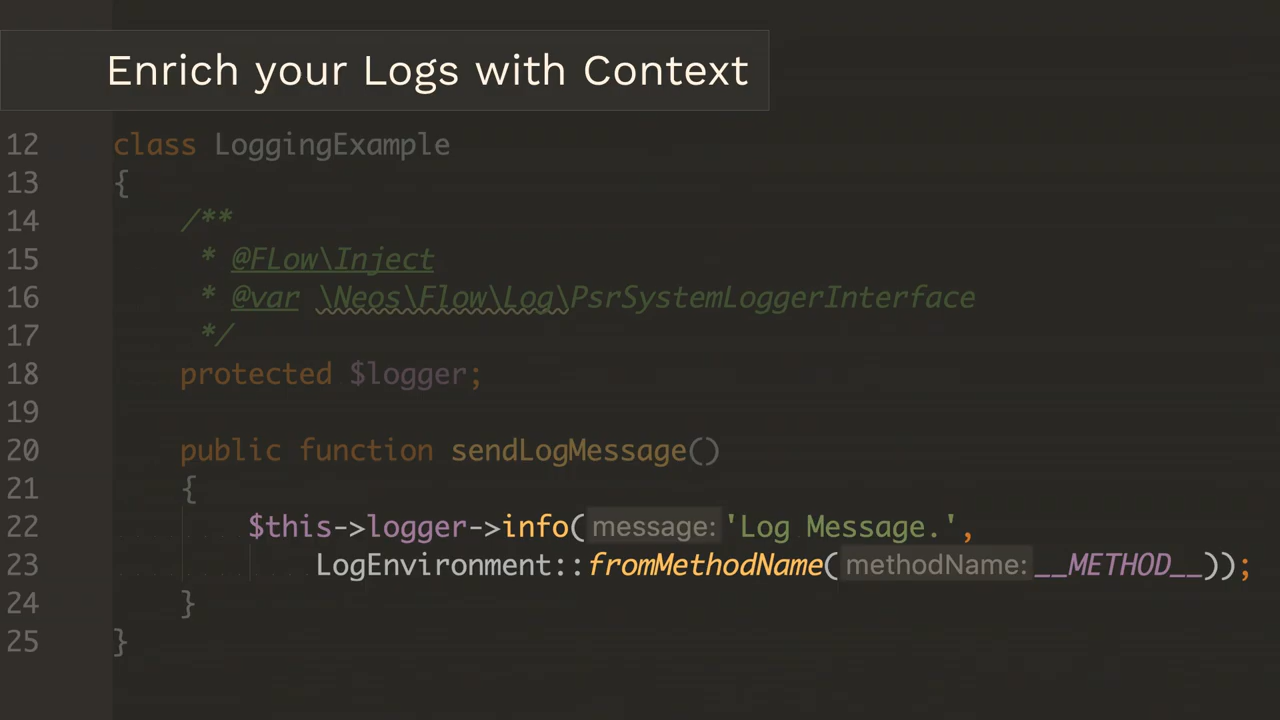 Enrich your Logs with Context
12 class LoggingExample
13 {
14 /**
15 * @FLow\Inject
16 * @var \Neos\Flow\Log\PsrSystemLoggerInterface
17 */
18 protected $logger;
19
20 public function sendLogMessage()
21 {
22 $this->logger->info( message: 'Log Message.',
23 LogEnvironment::fromMethodName( methodName: __METHOD__));
24 }
25 }